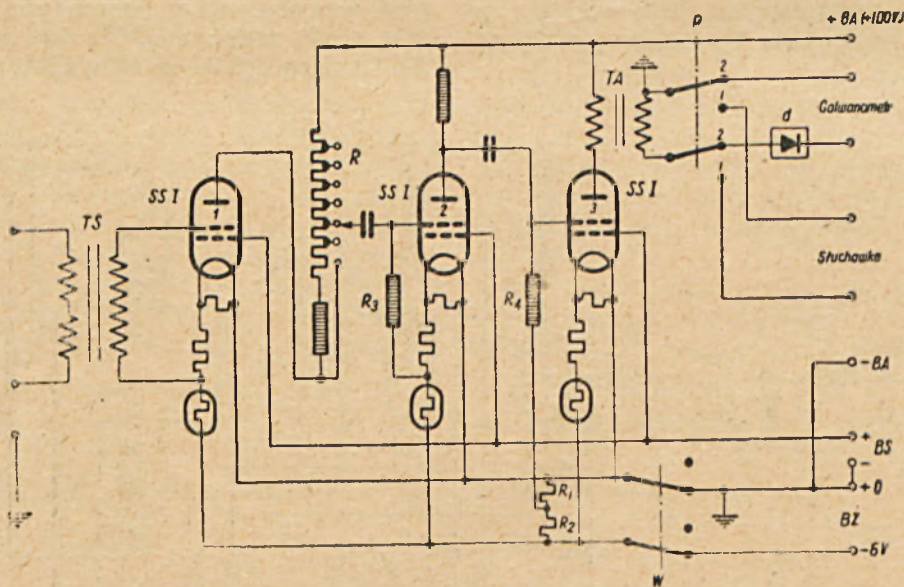 p
+ BA (+100V)
TA
2
1
Galwanometr
d
2
1
R
SS I
SS I
SS I
1
2
3
TS
R3
R4
Słuchawka
-BA
+
BS
-
+0
R1
R2
BŻ
-6V
W